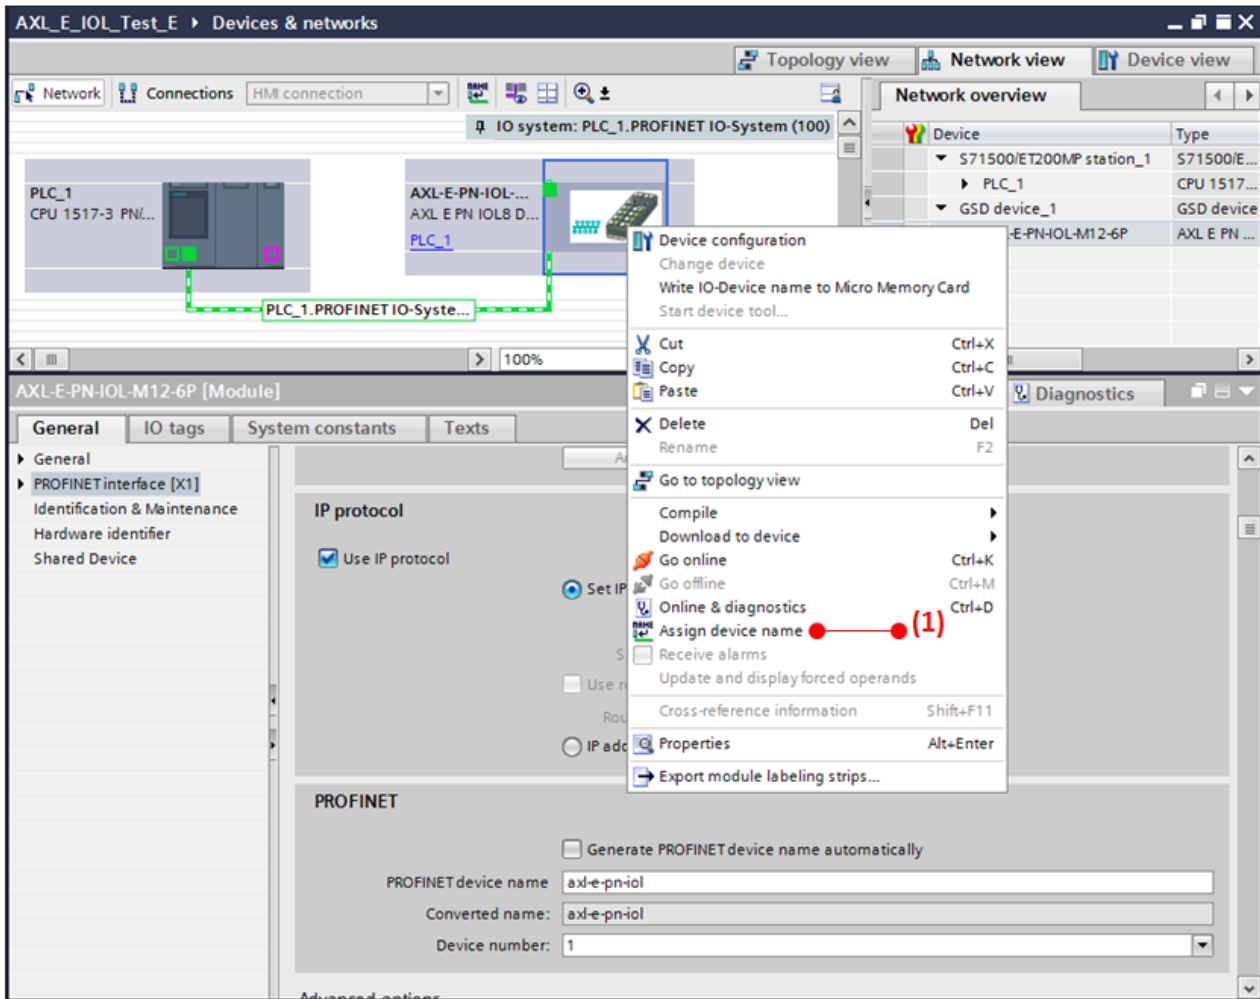 AXL_E_IOL_Test_E ▸ Devices & networks
Topology view Network view Device view
Network Connections HMI connection
Network overview
IO system: PLC_1.PROFINET IO-System (100)
Device Type
S71500/ET200MP station_1 S71500/E...
PLC_1 CPU 1517...
GSD device_1 GSD device
-E-PN-IOL-M12-6P AXL E PN ...
PLC_1
CPU 1517-3 PN/...
AXL-E-PN-IOL-...
AXL E PN IOL8 D...
PLC_1
PLC_1.PROFINET IO-Syste...
100%
Device configuration
Change device
Write IO-Device name to Micro Memory Card
Start device tool...
Cut Ctrl+X
Copy Ctrl+C
Paste Ctrl+V
Delete Del
Rename F2
Go to topology view
Compile
Download to device
Go online Ctrl+K
Go offline Ctrl+M
Online & diagnostics Ctrl+D
Assign device name (1)
Receive alarms
Update and display forced operands
Cross-reference information Shift+F11
Properties Alt+Enter
Export module labeling strips...
AXL-E-PN-IOL-M12-6P [Module]
Diagnostics
General IO tags System constants Texts
General
PROFINET interface [X1]
Identification & Maintenance
Hardware identifier
Shared Device
IP protocol
Use IP protocol
Set IP
S
Use r
Rou
IP add
PROFINET
Generate PROFINET device name automatically
PROFINET device name axl-e-pn-iol
Converted name: axl-e-pn-iol
Device number: 1
Advanced options